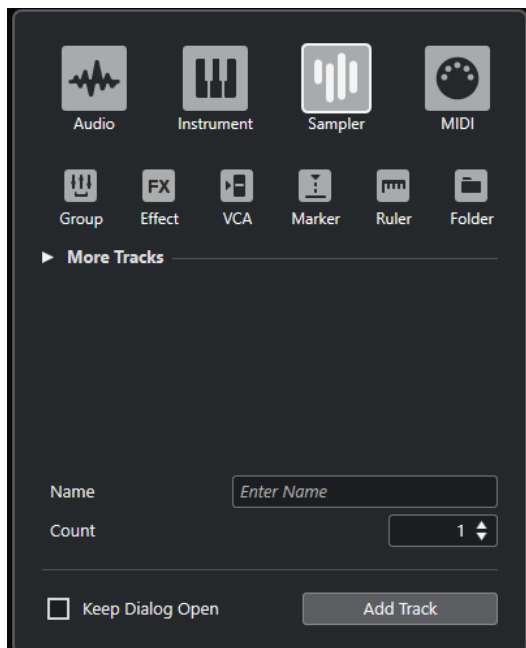 Audio Instrument Sampler MIDI
FX
Group Effect VCA Marker Ruler Folder
More Tracks
Name Enter Name
Count 1
Keep Dialog Open Add Track